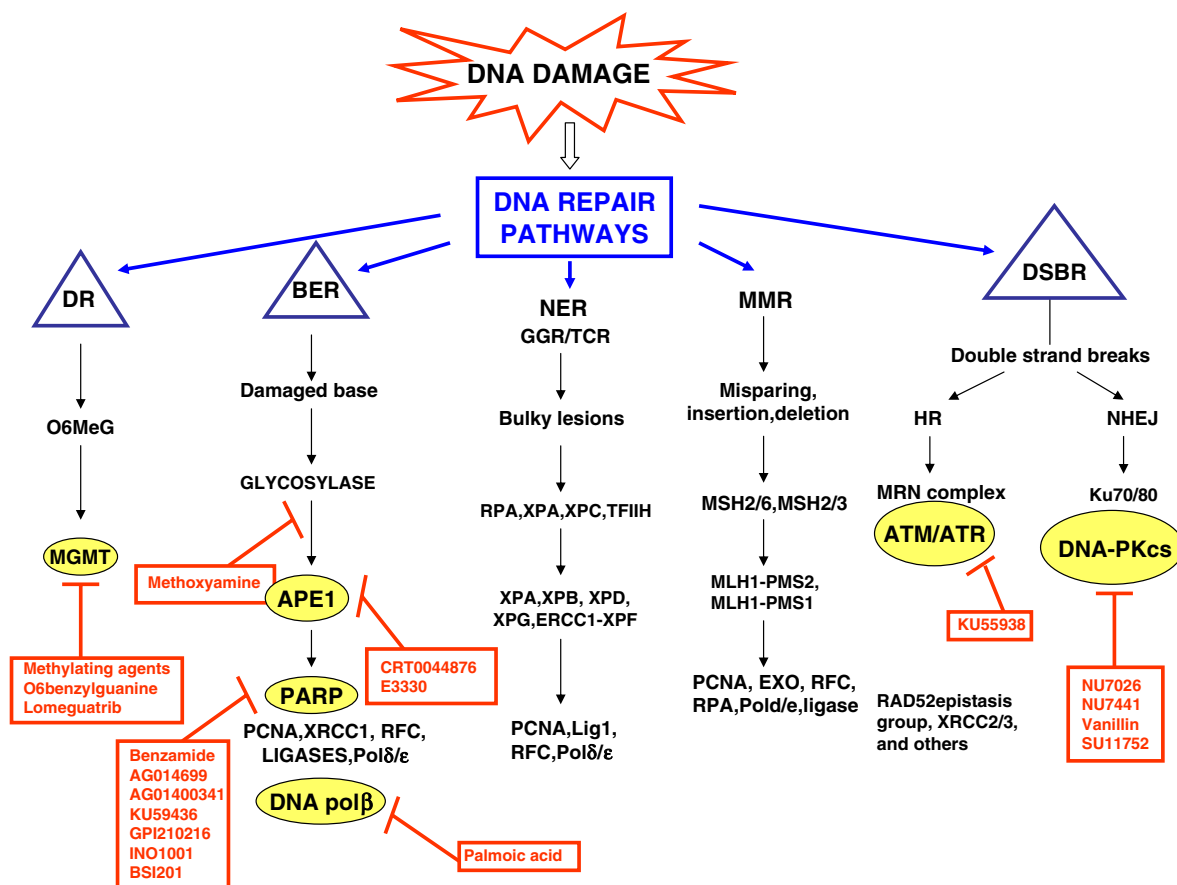 DNA DAMAGE
DNA REPAIR
PATHWAYS
DR
O6MeG
MGMT
Methylating agents
O6benzylguanine
Lomeguatrib
BER
Damaged base
GLYCOSYLASE
Methoxyamine
APE1
CRT0044876
E3330
PARP
PCNA,XRCC1, RFC,
LIGASES,Polδ/ε
Benzamide
AG014699
AG01400341
KU59436
GPI210216
INO1001
BSI201
DNA polβ
Palmoic acid
NER
GGR/TCR
Bulky lesions
RPA,XPA,XPC,TFIIH
XPA,XPB, XPD,
XPG,ERCC1-XPF
PCNA,Lig1,
RFC,Polδ/ε
MMR
Misparing,
insertion,deletion
MSH2/6,MSH2/3
MLH1-PMS2,
MLH1-PMS1
PCNA, EXO, RFC,
RPA,Pold/e,ligase
DSBR
Double strand breaks
HR
MRN complex
ATM/ATR
KU55938
RAD52epistasis
group, XRCC2/3,
and others
NHEJ
Ku70/80
DNA-PKcs
NU7026
NU7441
Vanillin
SU11752